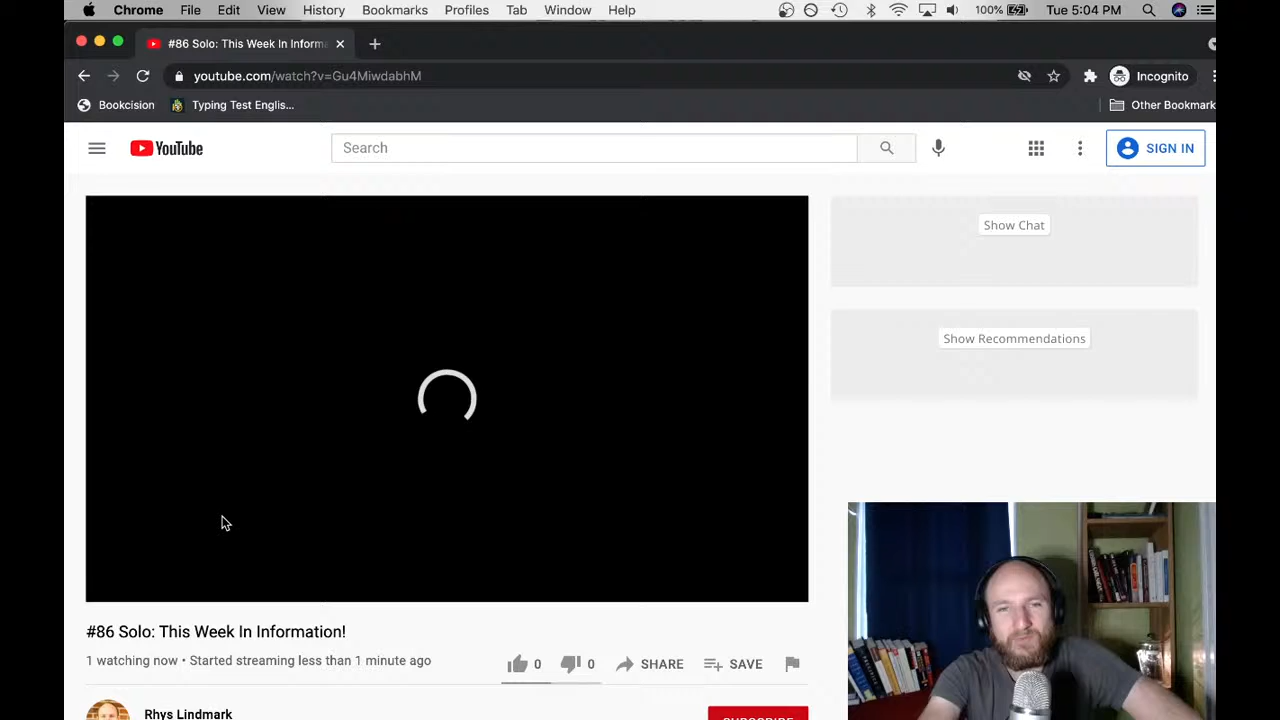 Chrome File Edit View History Bookmarks Profiles Tab Window Help 100% Tue 5:04 PM
#86 Solo: This Week In Informa
youtube.com/watch?v=Gu4MiwdabhM Incognito
Bookcision Typing Test Englis... Other Bookmark
YouTube Search SIGN IN
Show Chat
Show Recommendations
#86 Solo: This Week In Information!
1 watching now • Started streaming less than 1 minute ago 0 0 SHARE SAVE
Rhys Lindmark
SUBSCRIBE